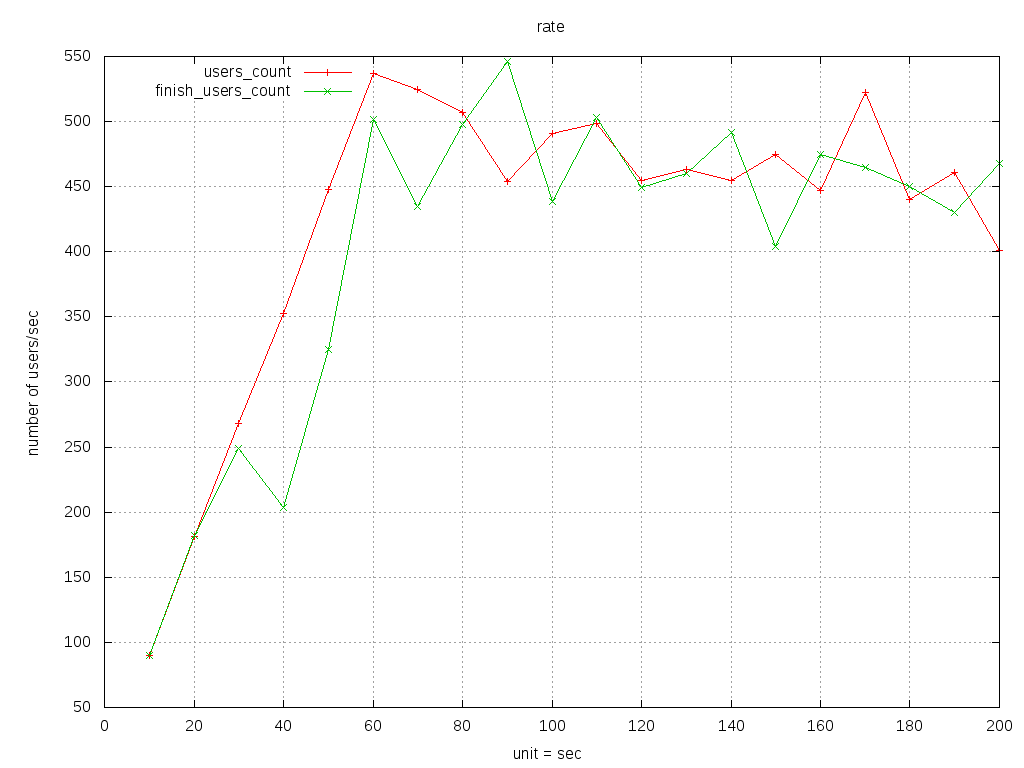 rate
users_count
finish_users_count
550
500
450
400
350
300
250
200
150
100
50
number of users/sec
0 20 40 60 80 100 120 140 160 180 200
unit = sec